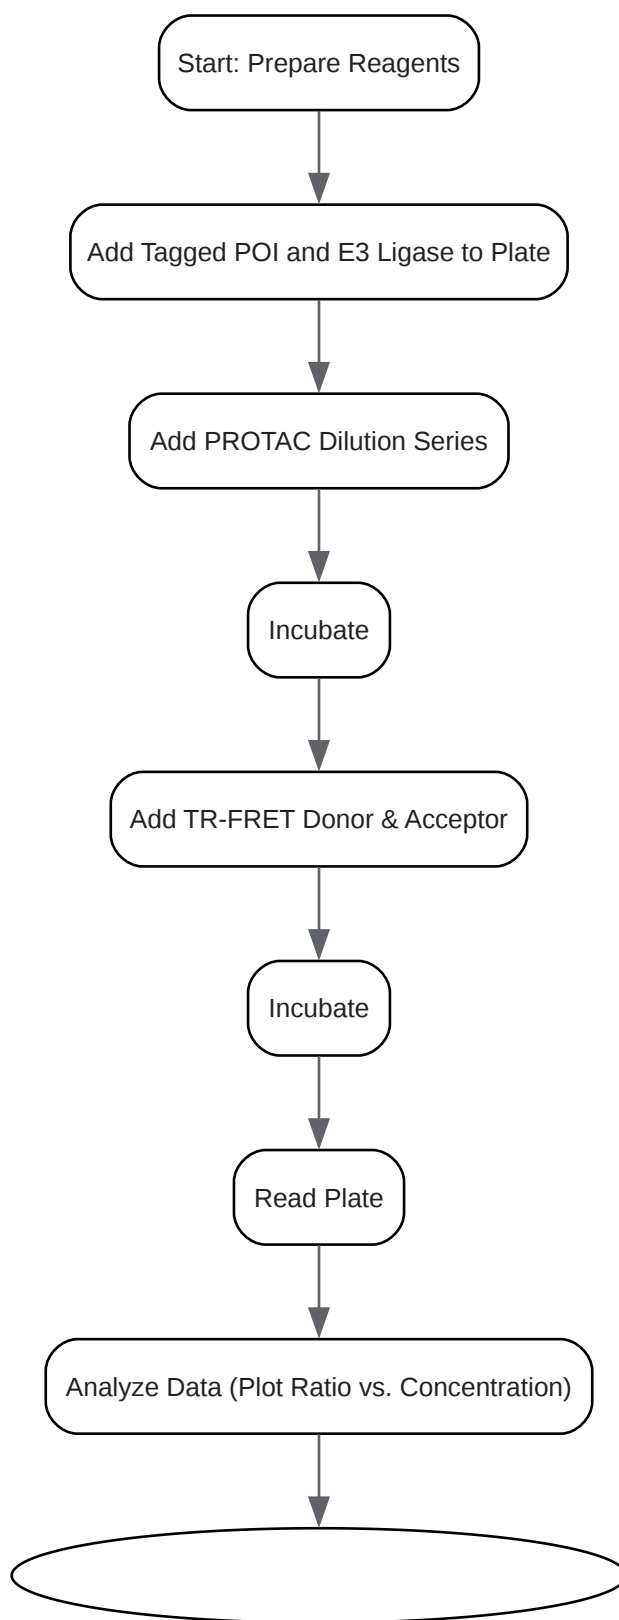 Start: Prepare Reagents
Add Tagged POI and E3 Ligase to Plate
Add PROTAC Dilution Series
Incubate
Add TR-FRET Donor & Acceptor
Incubate
Read Plate
Analyze Data (Plot Ratio vs. Concentration)